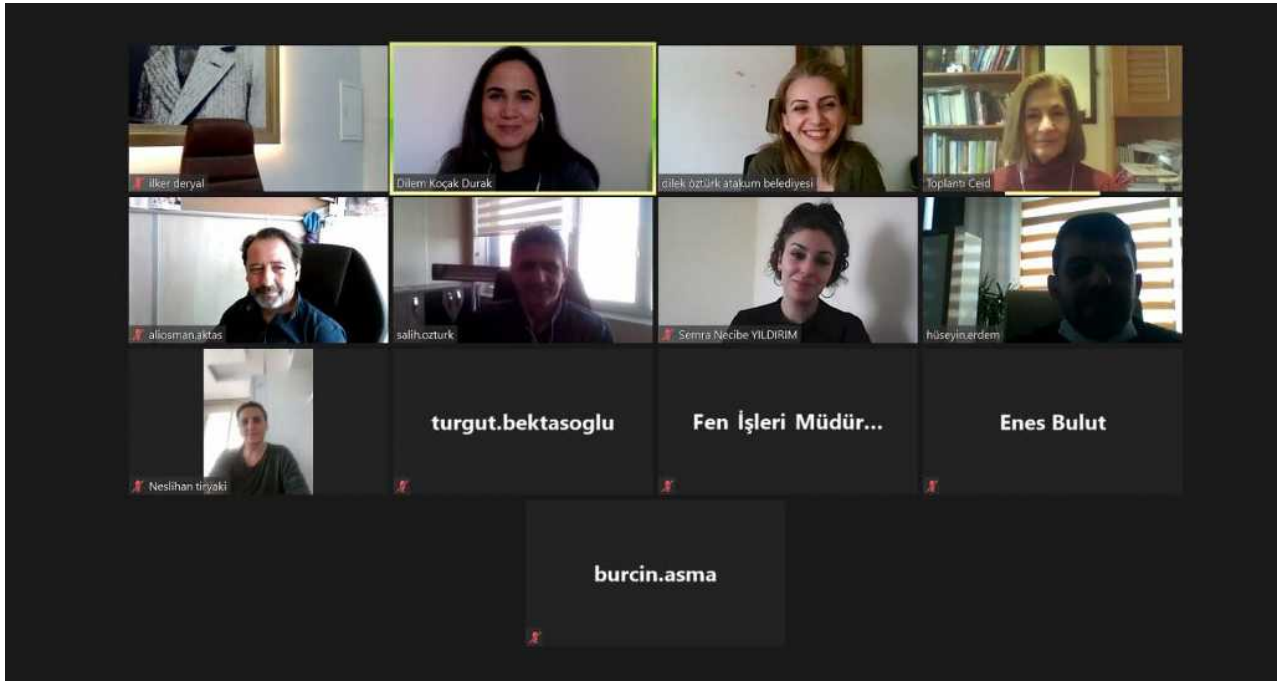 ilker deryal
Dilem Koçak Durak
dilek öztürk atakum belediyesi
Toplantı Ceid
aliosman.aktas
salih.ozturk
Semra Necibe YILDIRIM
hüseyin.erdem
Neslihan tiryaki
turgut.bektasoglu
Fen İşleri Müdür...
Enes Bulut
burcin.asma